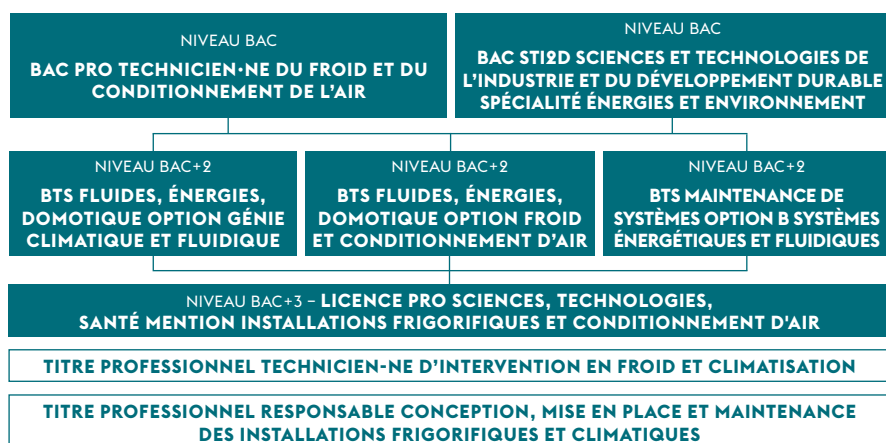 NIVEAU BAC
BAC PRO TECHNICIEN·NE DU FROID ET DU
CONDITIONNEMENT DE L'AIR
NIVEAU BAC
BAC STI2D SCIENCES ET TECHNOLOGIES DE
L'INDUSTRIE ET DU DÉVELOPPEMENT DURABLE
SPÉCIALITÉ ÉNERGIES ET ENVIRONNEMENT
NIVEAU BAC+2
BTS FLUIDES, ÉNERGIES,
DOMOTIQUE OPTION GÉNIE
CLIMATIQUE ET FLUIDIQUE
NIVEAU BAC+2
BTS FLUIDES, ÉNERGIES,
DOMOTIQUE OPTION FROID
ET CONDITIONNEMENT D'AIR
NIVEAU BAC+2
BTS MAINTENANCE DE
SYSTÈMES OPTION B SYSTÈMES
ÉNERGÉTIQUES ET FLUIDIQUES
NIVEAU BAC+3 – LICENCE PRO SCIENCES, TECHNOLOGIES,
SANTÉ MENTION INSTALLATIONS FRIGORIFIQUES ET CONDITIONNEMENT D'AIR
TITRE PROFESSIONNEL TECHNICIEN-NE D'INTERVENTION EN FROID ET CLIMATISATION
TITRE PROFESSIONNEL RESPONSABLE CONCEPTION, MISE EN PLACE ET MAINTENANCE
DES INSTALLATIONS FRIGORIFIQUES ET CLIMATIQUES